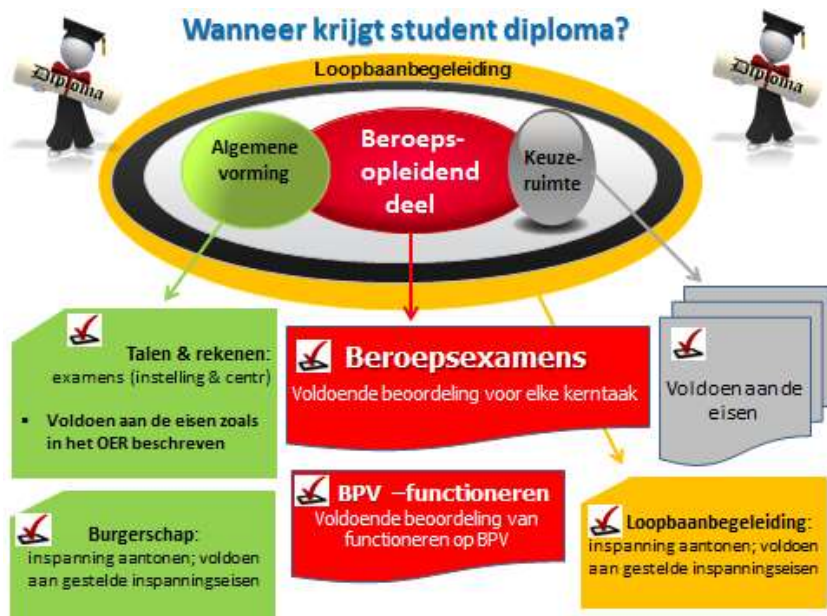 Wanneer krijgt student diploma?
Diploma
Diploma
Loopbaanbegeleiding
Algemene
vorming
Beroeps-
opleidend
deel
Keuze-
ruimte
Talen & rekenen:
examens (instelling & centr)
▪ Voldoen aan de eisen zoals
in het OER beschreven
Beroepsexamens
Voldoende beoordeling voor elke kerntaak
Voldoen aan de
eisen
Burgerschap:
inspanning aantonen; voldoen
aan gestelde inspanningseisen
BPV –functioneren
Voldoende beoordeling van
functioneren op BPV
Loopbaanbegeleiding:
inspanning aantonen; voldoen
aan gestelde inspanningseisen